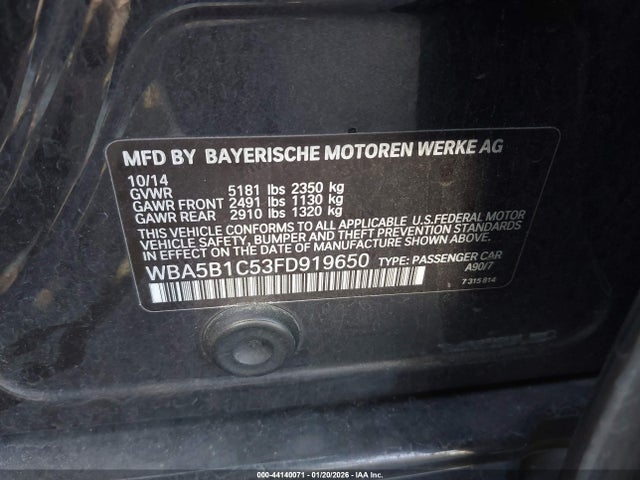 MFD BY BAYERISCHE MOTOREN WERKE AG
10/14
GVWR 5181 lbs 2350 kg
GAWR FRONT 2491 lbs 1130 kg
GAWR REAR 2910 lbs 1320 kg
THIS VEHICLE CONFORMS TO ALL APPLICABLE U.S.FEDERAL MOTOR
VEHICLE SAFETY, BUMPER, AND THEFT PREVENTION STANDARDS
IN EFFECT ON THE DATE OF MANUFACTURE SHOWN ABOVE.
WBA5B1C53FD919650 TYPE: PASSENGER CAR
A90/7
7 315 814
000-44140071 - 01/20/2026 - IAA Inc.